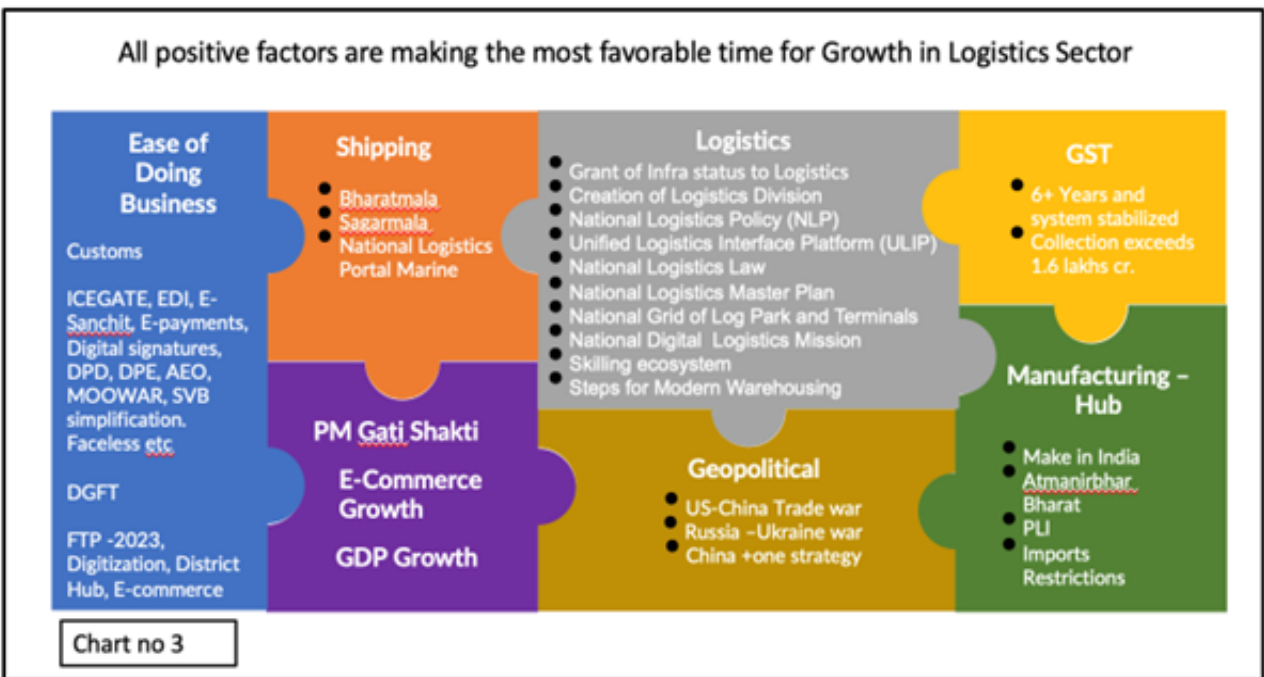 All positive factors are making the most favorable time for Growth in Logistics Sector
Ease of
Doing
Business
Customs
ICEGATE, EDI, E-
Sanchit, E-payments,
Digital signatures,
DPD, DPE, AEO,
MOOWAR, SVB
simplification.
Faceless etc
DGFT
FTP -2023,
Digitization, District
Hub, E-commerce
Shipping
Bharatmala
Sagarmala
National Logistics
Portal Marine
PM Gati Shakti
E-Commerce
Growth
GDP Growth
Logistics
Grant of Infra status to Logistics
Creation of Logistics Division
National Logistics Policy (NLP)
Unified Logistics Interface Platform (ULIP)
National Logistics Law
National Logistics Master Plan
National Grid of Log Park and Terminals
National Digital Logistics Mission
Skilling ecosystem
Steps for Modern Warehousing
Geopolitical
US-China Trade war
Russia –Ukraine war
China +one strategy
GST
6+ Years and
system stabilized
Collection exceeds
1.6 lakhs cr.
Manufacturing –
Hub
Make in India
Atmanirbhar
Bharat
PLI
Imports
Restrictions
Chart no 3